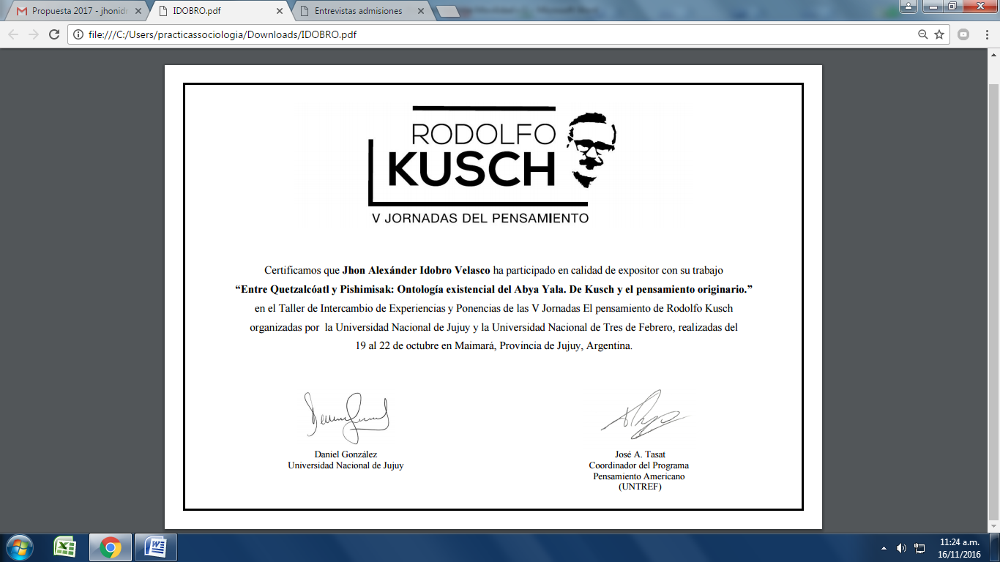 Propuesta 2017 - jhonidr
IDOBRO.pdf
Entrevistas admisiones
file:///C:/Users/practicassociologia/Downloads/IDOBRO.pdf
RODOLFO
KUSCH
V JORNADAS DEL PENSAMIENTO
Certificamos que Jhon Alexánder Idobro Velasco ha participado en calidad de expositor con su trabajo
“Entre Quetzalcóatl y Pishimisak: Ontología existencial del Abya Yala. De Kusch y el pensamiento originario.”
en el Taller de Intercambio de Experiencias y Ponencias de las V Jornadas El pensamiento de Rodolfo Kusch
organizadas por la Universidad Nacional de Jujuy y la Universidad Nacional de Tres de Febrero, realizadas del
19 al 22 de octubre en Maimará, Provincia de Jujuy, Argentina.
Daniel González
Universidad Nacional de Jujuy
José A. Tasat
Coordinador del Programa
Pensamiento Americano
(UNTREF)
11:24 a.m.
16/11/2016